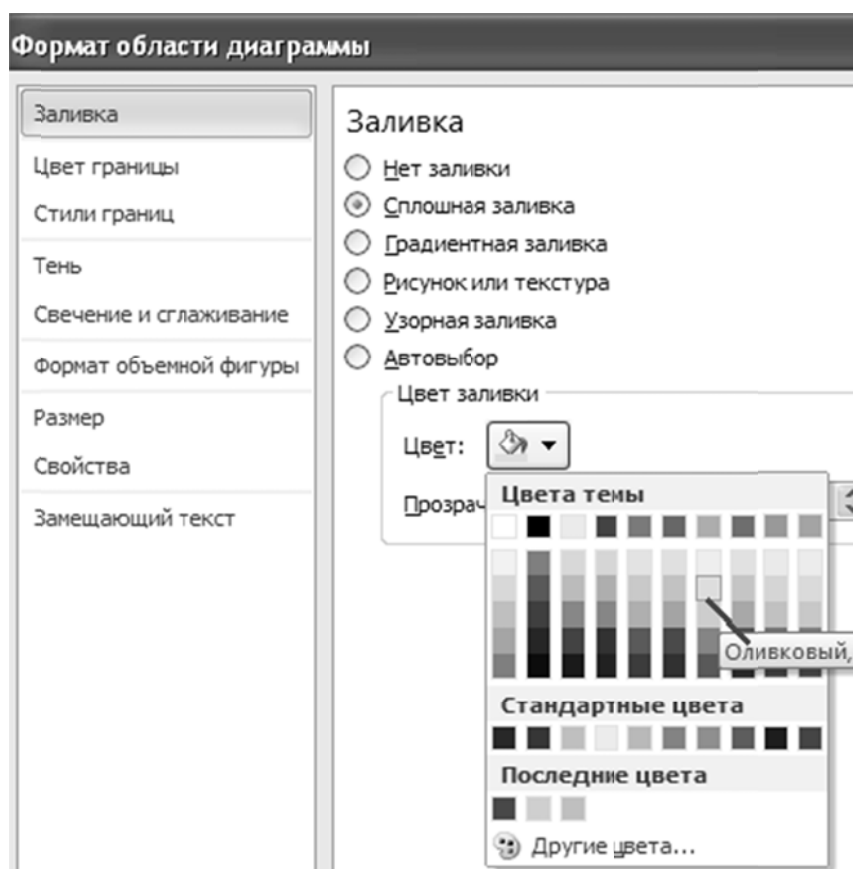 Формат области диаграммы
Заливка
Цвет границы
Стили границ
Тень
Свечение и сглаживание
Формат объемной фигуры
Размер
Свойства
Замещающий текст
Заливка
Нет заливки
Сплошная заливка
Градиентная заливка
Рисунок или текстура
Узорная заливка
Автовыбор
Цвет заливки
Цвет:
Прозрач
Цвета темы
Оливковый,
Стандартные цвета
Последние цвета
Другие цвета...